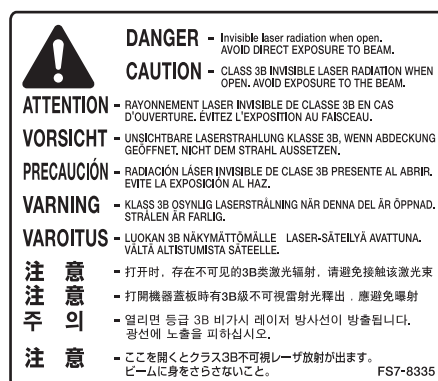 DANGER - Invisible laser radiation when open.
AVOID DIRECT EXPOSURE TO BEAM.
CAUTION - CLASS 3B INVISIBLE LASER RADIATION WHEN
OPEN. AVOID EXPOSURE TO THE BEAM.
ATTENTION - RAYONNEMENT LASER INVISIBLE DE CLASSE 3B EN CAS
D'OUVERTURE. ÉVITEZ L'EXPOSITION AU FAISCEAU.
VORSICHT - UNSICHTBARE LASERSTRAHLUNG KLASSE 3B, WENN ABDECKUNG
GEÖFFNET. NICHT DEM STRAHL AUSSETZEN.
PRECAUCIÓN - RADIACIÓN LÁSER INVISIBLE DE CLASE 3B PRESENTE AL ABRIR.
EVITE LA EXPOSICIÓN AL HAZ.
VARNING - KLASS 3B OSYNLIG LASERSTRÅLNING NÄR DENNA DEL ÄR ÖPPNAD.
STRÅLEN ÄR FARLIG.
VAROITUS - LUOKAN 3B NÄKYMÄTTÖMÄLLE LASER-SÄTEILYÄ AVATTUNA.
VÄLTÄ ALTISTUMISTA SÄTEELLE.
注 意 - 打开时，存在不可见的3B类激光辐射，请避免接触该激光束
注 意 - 打開機器蓋板時有3B級不可視雷射光釋出，應避免曝射
주 의 - 열리면 등급 3B 비가시 레이저 방사선이 방출됩니다.
광선에 노출을 피하십시오.
注 意 - ここを開くとクラス3B不可視レーザ放射が出ます。
ビームに身をさらさないこと。 FS7-8335